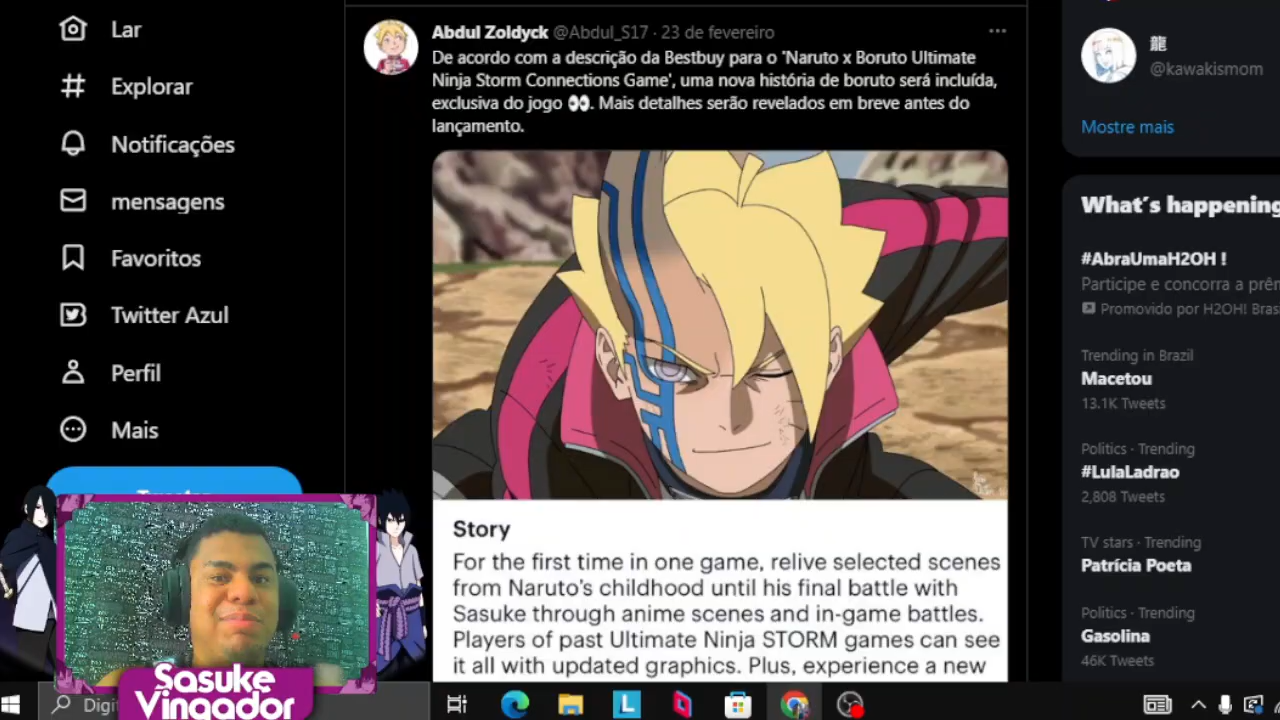 Lar
Explorar
Notificações
mensagens
Favoritos
Twitter Azul
Perfil
Mais
Abdul Zoldyck @Abdul_S17 · 23 de fevereiro
De acordo com a descrição da Bestbuy para o 'Naruto x Boruto Ultimate
Ninja Storm Connections Game', uma nova história de boruto será incluída,
exclusiva do jogo 👀. Mais detalhes serão revelados em breve antes do
lançamento.
Story
For the first time in one game, relive selected scenes
from Naruto's childhood until his final battle with
Sasuke through anime scenes and in-game battles.
Players of past Ultimate Ninja STORM games can see
it all with updated graphics. Plus, experience a new
龍
@kawakismom
Mostre mais
What's happening
#AbraUmaH2OH !
Participe e concorra a prê
Promovido por H2OH! Bras
Trending in Brazil
Macetou
13.1K Tweets
Politics · Trending
#LulaLadrao
2,808 Tweets
TV stars · Trending
Patrícia Poeta
Politics · Trending
Gasolina
46K Tweets
Sasuke
Vingador
Digi